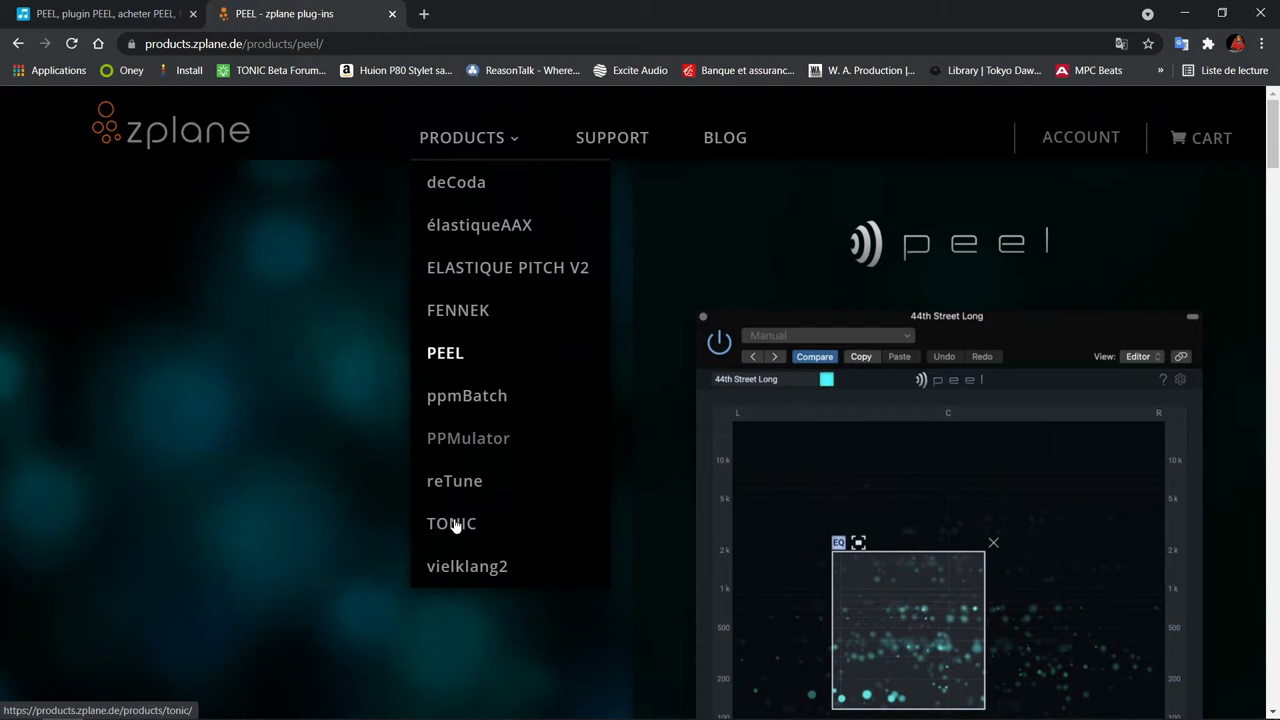 PEEL, plugin PEEL, acheter PEEL,
PEEL - zplane plug-ins
products.zplane.de/products/peel/
Applications
Oney
Install
TONIC Beta Forum...
Huion P80 Stylet sa...
ReasonTalk - Where...
Excite Audio
Banque et assuranc...
W. A. Production |...
Library | Tokyo Daw...
MPC Beats
»
Liste de lecture
zplane
PRODUCTS
SUPPORT
BLOG
ACCOUNT
CART
deCoda
élastiqueAAX
ELASTIQUE PITCH V2
FENNEK
PEEL
ppmBatch
PPMulator
reTune
TONIC
vielklang2
peel
44th Street Long
Manual
Compare
Copy
Paste
Undo
Redo
View:
Editor
44th Street Long
peel
?
L
C
R
10 k
10 k
5 k
5 k
EQ
2 k
2 k
1 k
1 k
500
500
200
200
100
100
https://products.zplane.de/products/tonic/